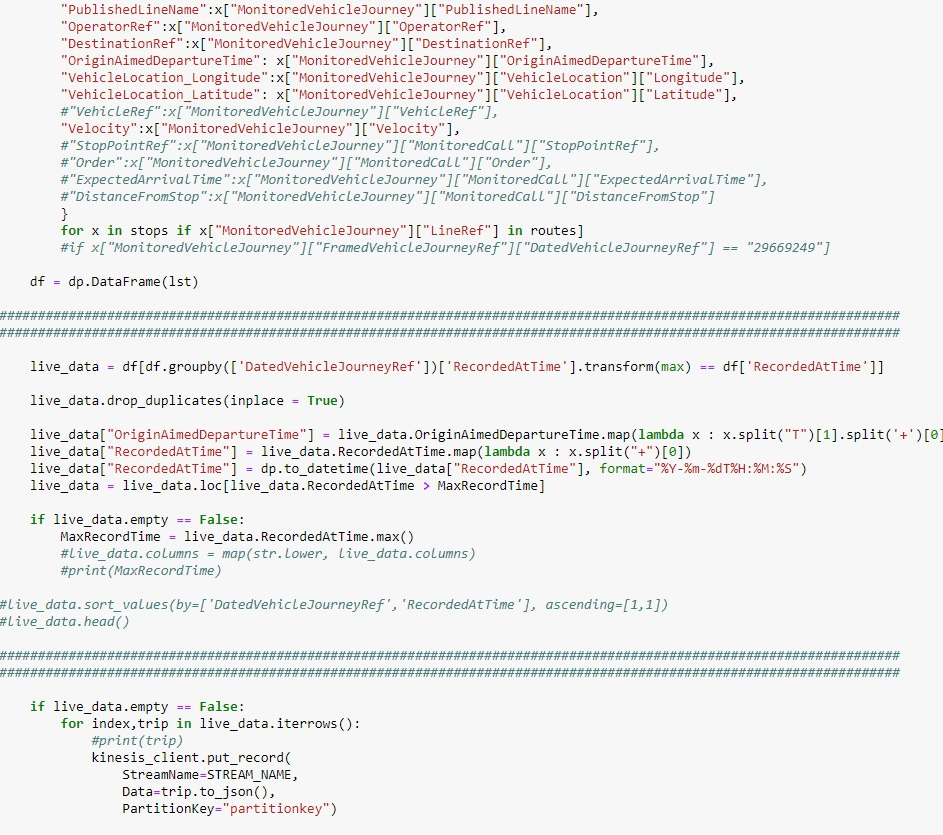 "PublishedLineName":x["MonitoredVehicleJourney"]["PublishedLineName"],
"OperatorRef":x["MonitoredVehicleJourney"]["OperatorRef"],
"DestinationRef":x["MonitoredVehicleJourney"]["DestinationRef"],
"OriginAimedDepartureTime": x["MonitoredVehicleJourney"]["OriginAimedDepartureTime"],
"VehicleLocation_Longitude":x["MonitoredVehicleJourney"]["VehicleLocation"]["Longitude"],
"VehicleLocation_Latitude": x["MonitoredVehicleJourney"]["VehicleLocation"]["Latitude"],
#"VehicleRef":x["MonitoredVehicleJourney"]["VehicleRef"],
"Velocity":x["MonitoredVehicleJourney"]["Velocity"],
#"StopPointRef":x["MonitoredVehicleJourney"]["MonitoredCall"]["StopPointRef"],
#"Order":x["MonitoredVehicleJourney"]["MonitoredCall"]["Order"],
#"ExpectedArrivalTime":x["MonitoredVehicleJourney"]["MonitoredCall"]["ExpectedArrivalTime"],
#"DistanceFromStop":x["MonitoredVehicleJourney"]["MonitoredCall"]["DistanceFromStop"]
}
for x in stops if x["MonitoredVehicleJourney"]["LineRef"] in routes]
#if x["MonitoredVehicleJourney"]["FramedVehicleJourneyRef"]["DatedVehicleJourneyRef"] == "29669249"]
df = dp.DataFrame(lst)
#####################################################################################################################
#####################################################################################################################
live_data = df[df.groupby(['DatedVehicleJourneyRef'])['RecordedAtTime'].transform(max) == df['RecordedAtTime']]
live_data.drop_duplicates(inplace = True)
live_data["OriginAimedDepartureTime"] = live_data.OriginAimedDepartureTime.map(lambda x : x.split("T")[1].split('+')[0]
live_data["RecordedAtTime"] = live_data.RecordedAtTime.map(lambda x : x.split("+")[0])
live_data["RecordedAtTime"] = dp.to_datetime(live_data["RecordedAtTime"], format="%Y-%m-%dT%H:%M:%S")
live_data = live_data.loc[live_data.RecordedAtTime > MaxRecordTime]
if live_data.empty == False:
MaxRecordTime = live_data.RecordedAtTime.max()
#live_data.columns = map(str.lower, live_data.columns)
#print(MaxRecordTime)
#live_data.sort_values(by=['DatedVehicleJourneyRef','RecordedAtTime'], ascending=[1,1])
#live_data.head()
#####################################################################################################################
#####################################################################################################################
if live_data.empty == False:
for index,trip in live_data.iterrows():
#print(trip)
kinesis_client.put_record(
StreamName=STREAM_NAME,
Data=trip.to_json(),
PartitionKey="partitionkey")